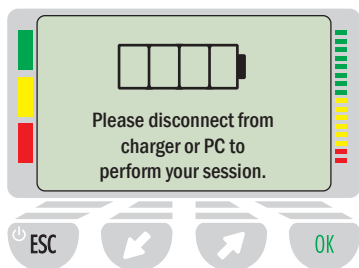 Please disconnect from
charger or PC to
perform your session.
ESC
OK